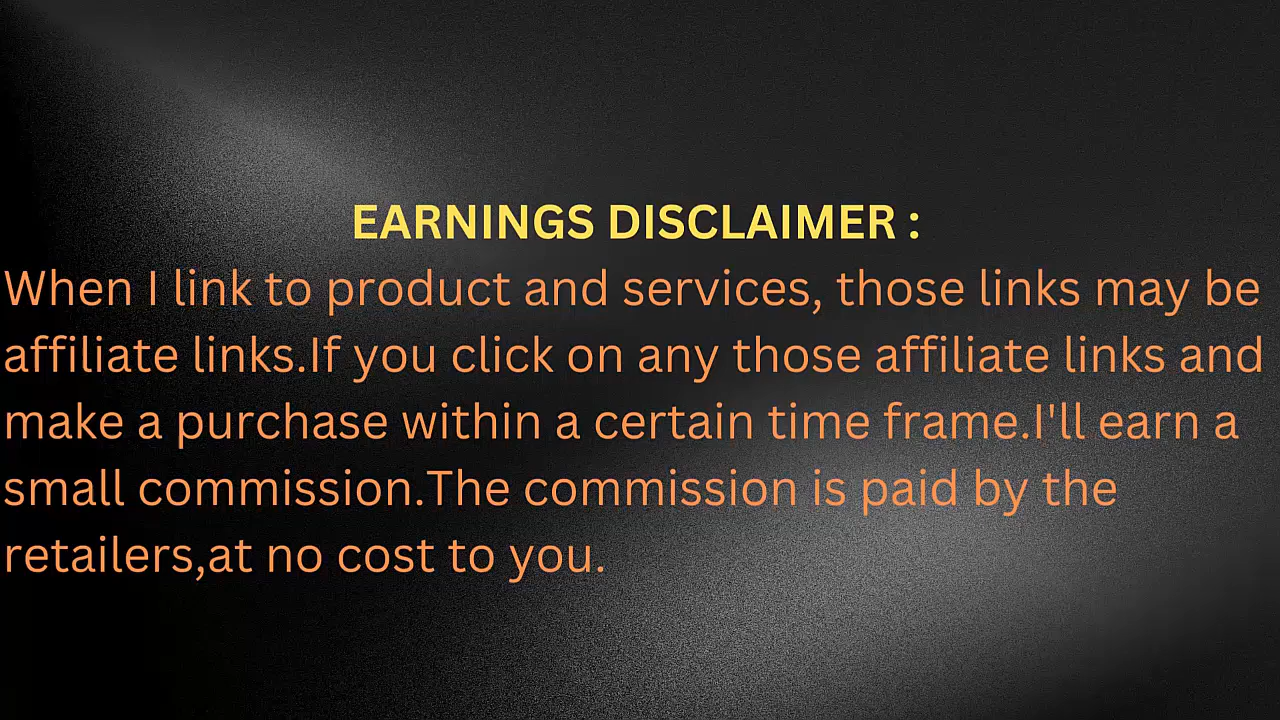 EARNINGS DISCLAIMER :
When I link to product and services, those links may be
affiliate links.If you click on any those affiliate links and
make a purchase within a certain time frame.I'll earn a
small commission.The commission is paid by the
retailers,at no cost to you.